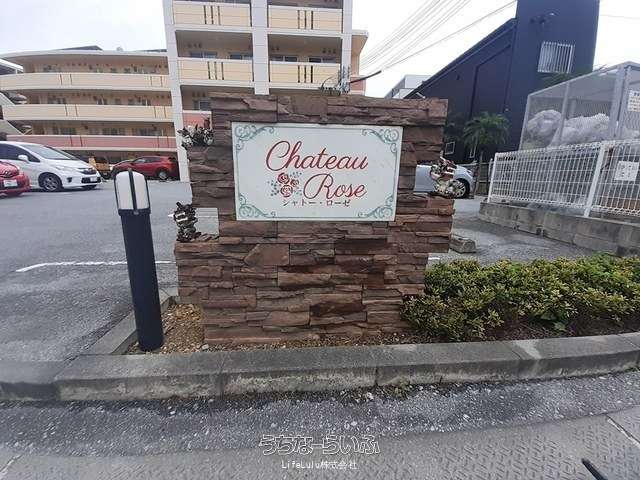 Chateau
Rose
シャトー・ローゼ
うちなーらいふ
LifeLulu株式会社